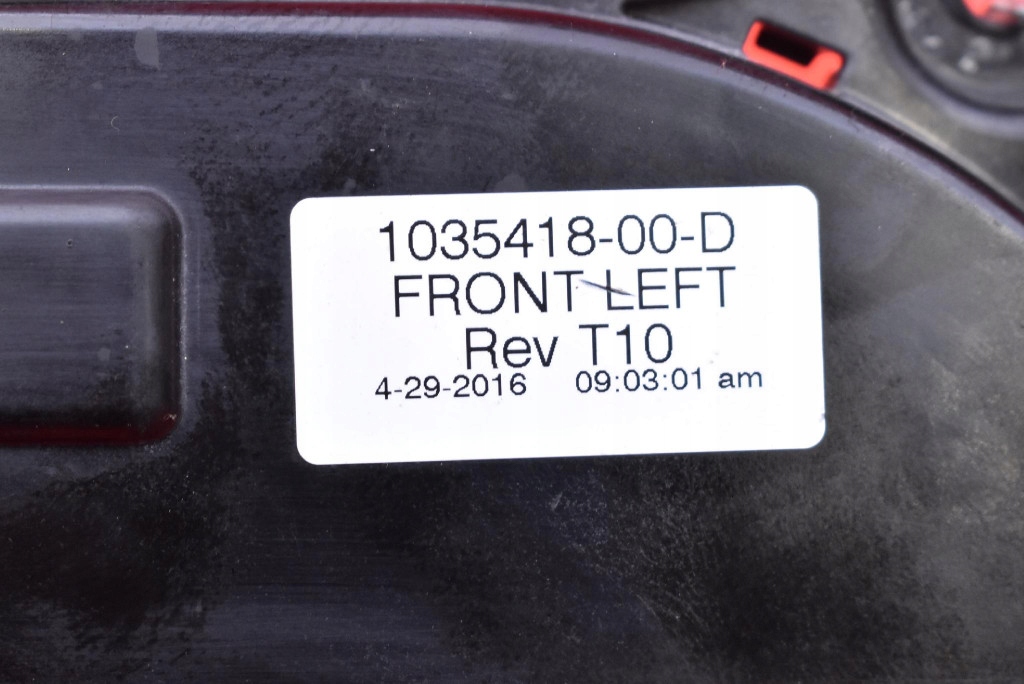 1035418-00-D
FRONT LEFT
Rev T10
4-29-2016 09:03:01 am